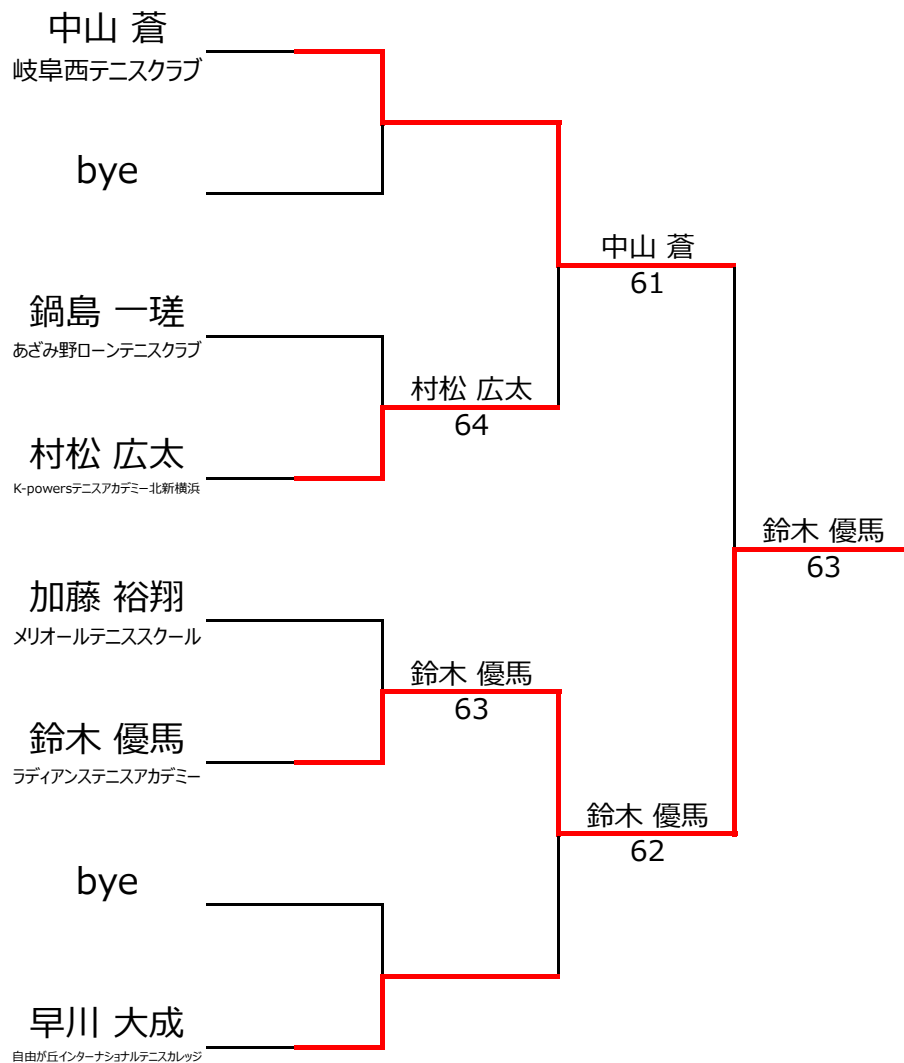 中山 蒼
岐阜西テニスクラブ
bye
中山 蒼
61
鍋島 一瑳
あざみ野ローンテニスクラブ
村松 広太
64
村松 広太
K-powersテニスアカデミー北新横浜
鈴木 優馬
63
加藤 裕翔
メリオールテニススクール
鈴木 優馬
63
鈴木 優馬
ラディアンステニスアカデミー
鈴木 優馬
62
bye
早川 大成
自由が丘インターナショナルテニスカレッジ